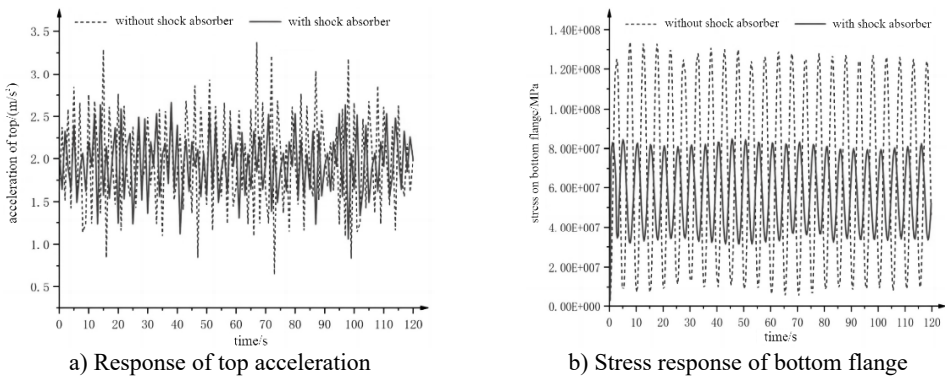 without shock absorber with shock absorber
3.5
3.0
2.5
2.0
1.5
1.0
0.5
acceleration of top/(m/s²)
0 10 20 30 40 50 60 70 80 90 100 110 120
time/s
a) Response of top acceleration
without shock absorber with shock absorber
1.40E+008
1.20E+008
1.00E+008
8.00E+007
6.00E+007
4.00E+007
2.00E+007
0.00E+000
stress on bottom flange/MPa
0 10 20 30 40 50 60 70 80 90 100 110 120
time/s
b) Stress response of bottom flange